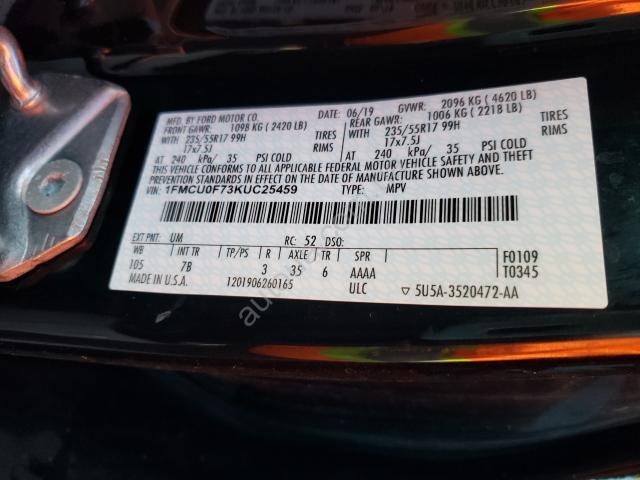 MFD. BY FORD MOTOR CO. DATE: 06/19 GVWR: 2096 KG ( 4620 LB)
FRONT GAWR: 1098 KG ( 2420 LB) REAR GAWR: 1006 KG ( 2218 LB)
WITH 235/55R17 99H TIRES WITH 235/55R17 99H TIRES
17x7.5J RIMS 17x7.5J RIMS
AT 240 kPa/ 35 PSI COLD AT 240 kPa/ 35 PSI COLD
THIS VEHICLE CONFORMS TO ALL APPLICABLE FEDERAL MOTOR VEHICLE SAFETY AND THEFT
PREVENTION STANDARDS IN EFFECT ON THE DATE OF MANUFACTURE SHOWN ABOVE.
VIN: 1FMCU0F73KUC25459 TYPE: MPV
EXT PNT: UM RC: 52 DSO:
WB INT TR TP/PS R AXLE TR SPR F0109
105 7B 3 35 6 AAAA T0345
MADE IN U.S.A. 1201906260165 ULC ▽ 5U5A-3520472-AA